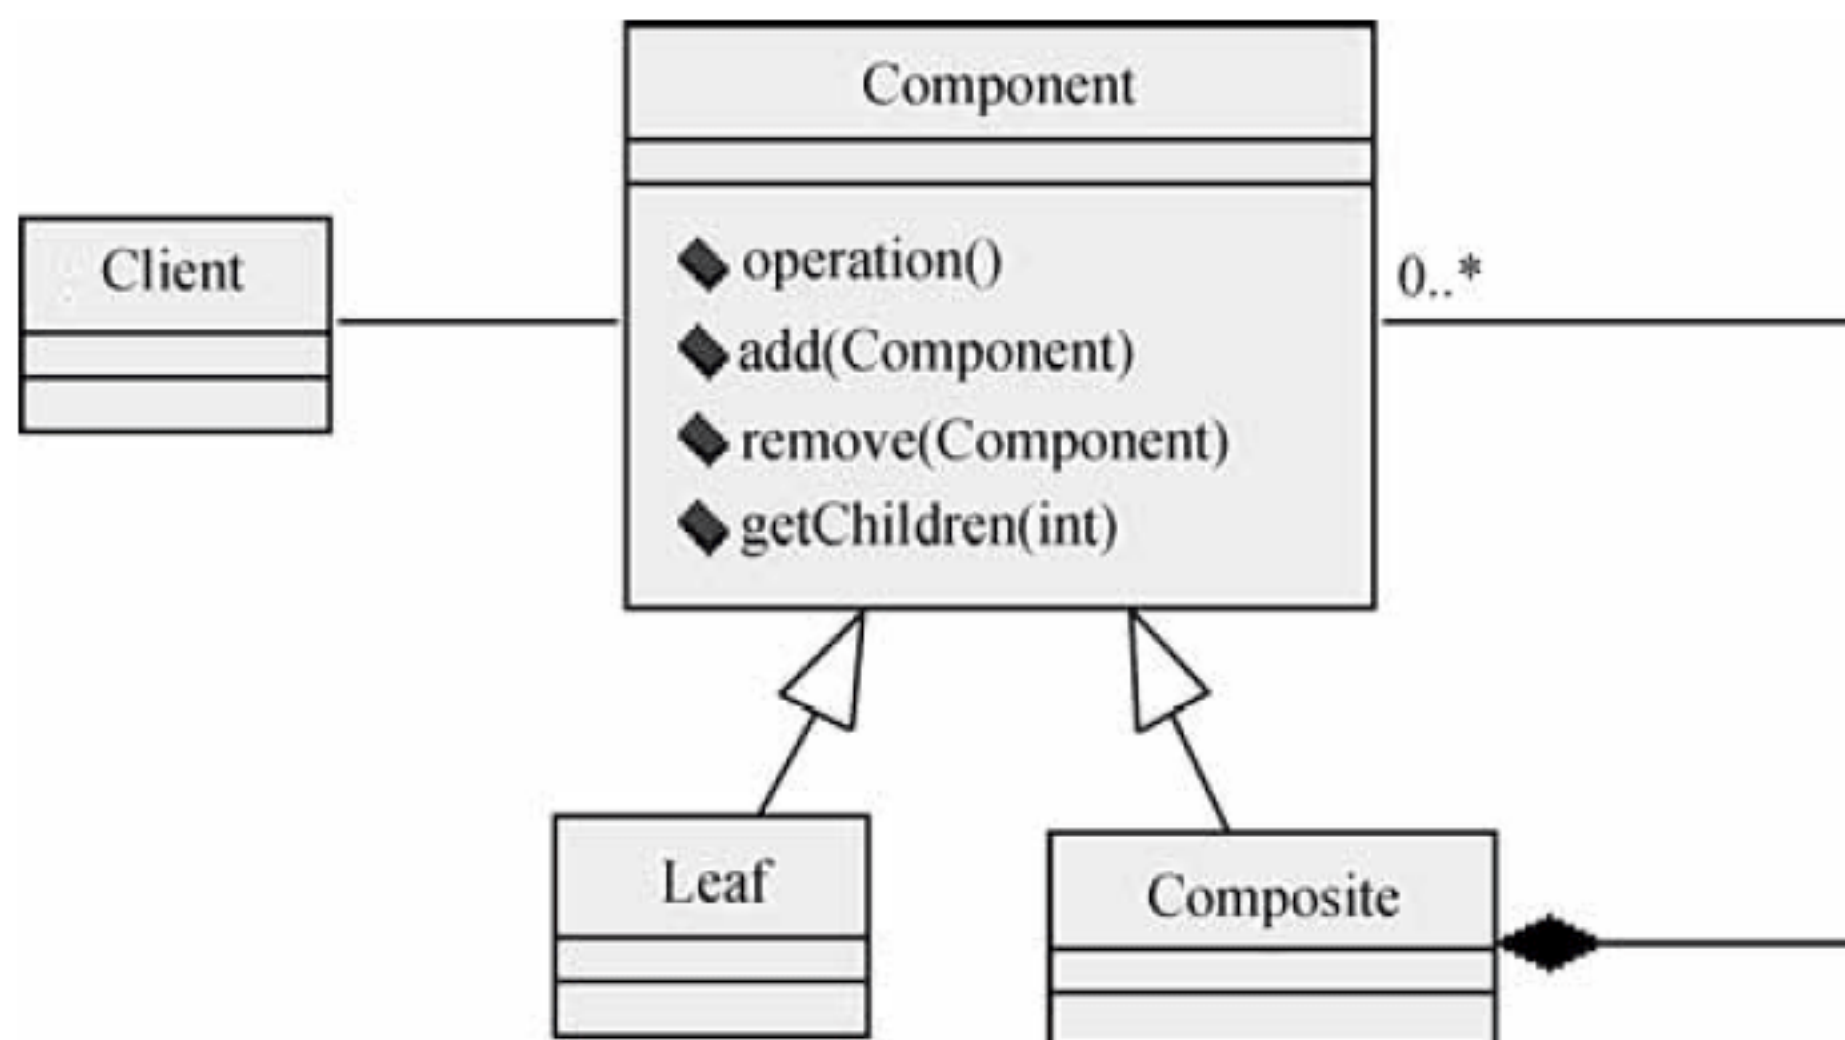 Component
Client
operation()
add(Component)
remove(Component)
getChildren(int)
0..*
Leaf
Composite